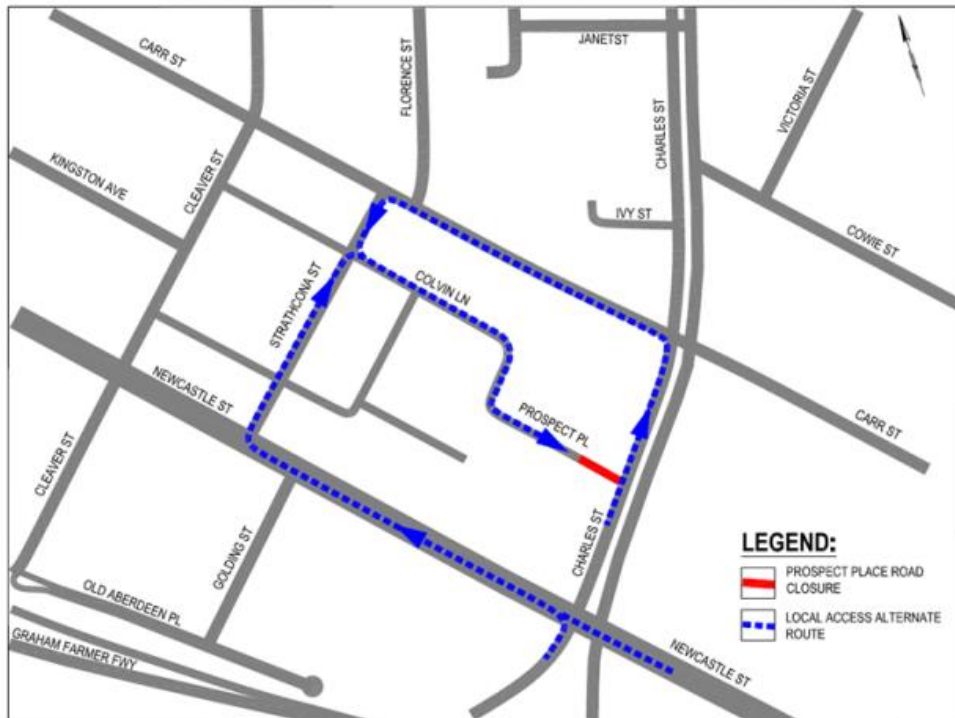 CARR ST
FLORENCE ST
JANETST
CHARLES ST
VICTORIA ST
KINGSTON AVE
CLEAVER ST
IVY ST
COWIE ST
STRATHCONA ST
COLVIN LN
NEWCASTLE ST
PROSPECT PL
CARR ST
CLEAVER ST
GOLDING ST
CHARLES ST
OLD ABERDEEN PL
GRAHAM FARMER FWY
NEWCASTLE ST
LEGEND:
PROSPECT PLACE ROAD
CLOSURE
LOCAL ACCESS ALTERNATE
ROUTE